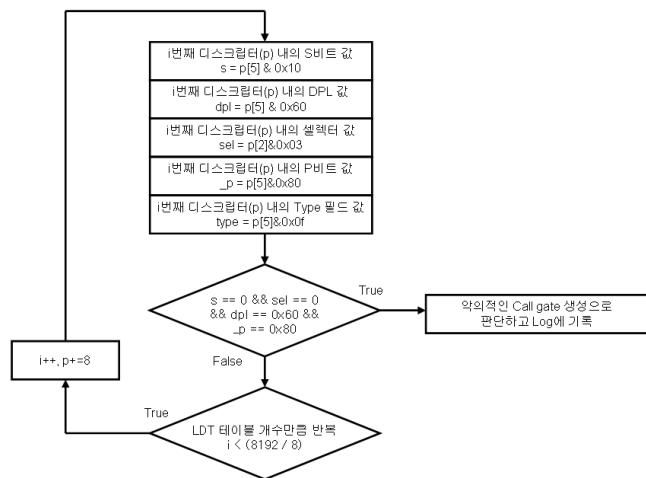 i번째 디스크립터(p) 내의 S비트 값
s = p[5] & 0x10
i번째 디스크립터(p) 내의 DPL 값
dpl = p[5] & 0x60
i번째 디스크립터(p) 내의 셀렉터 값
sel = p[2]&0x03
i번째 디스크립터(p) 내의 P비트 값
_p = p[5]&0x80
i번째 디스크립터(p) 내의 Type 필드 값
type = p[5]&0x0f
s == 0 && sel == 0
&& dpl == 0x60 &&
_p == 0x80
True
악의적인 Call gate 생성으로
판단하고 Log에 기록
False
i++, p+=8
True
LDT 테이블 개수만큼 반복
i < (8192 / 8)